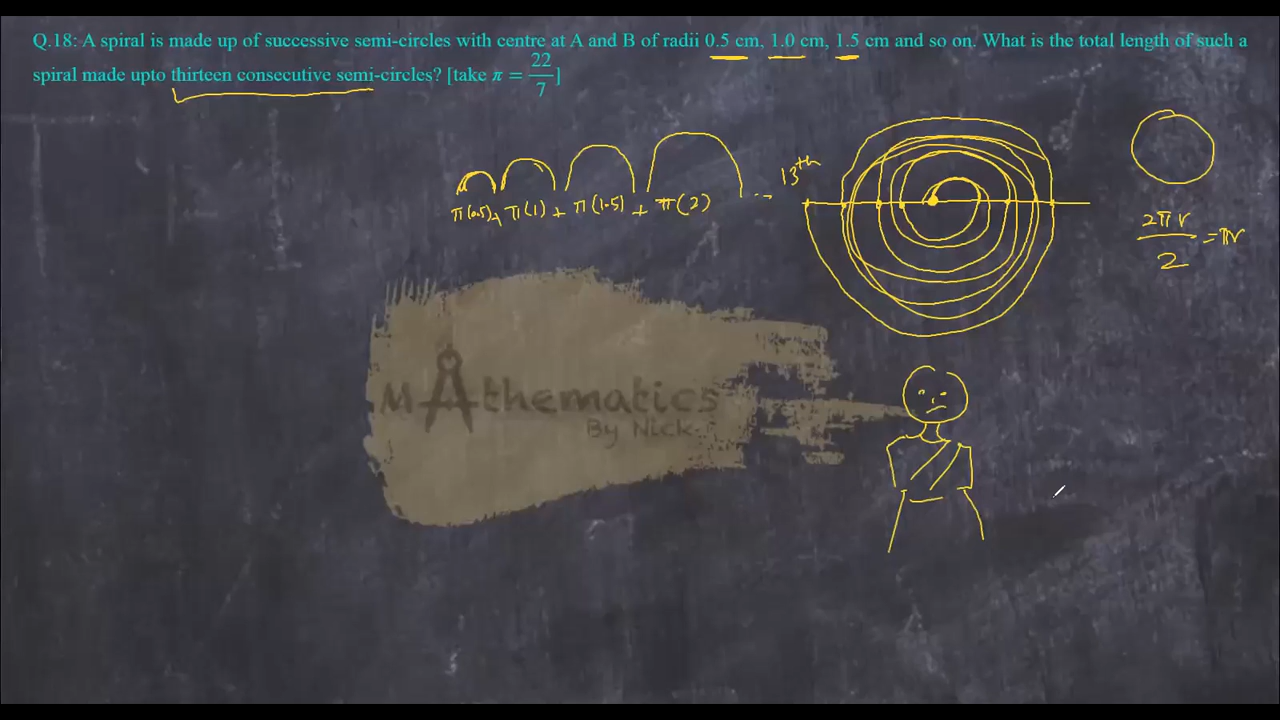 Q.18: A spiral is made up of successive semi-circles with centre at A and B of radii 0.5 cm, 1.0 cm, 1.5 cm and so on. What is the total length of such a
spiral made upto thirteen consecutive semi-circles? [take π = 22/7]
π(0.5) + π(1) + π(1.5) + π(2) ... 13th
2πr/2 = πr
MAthematics
By Nick